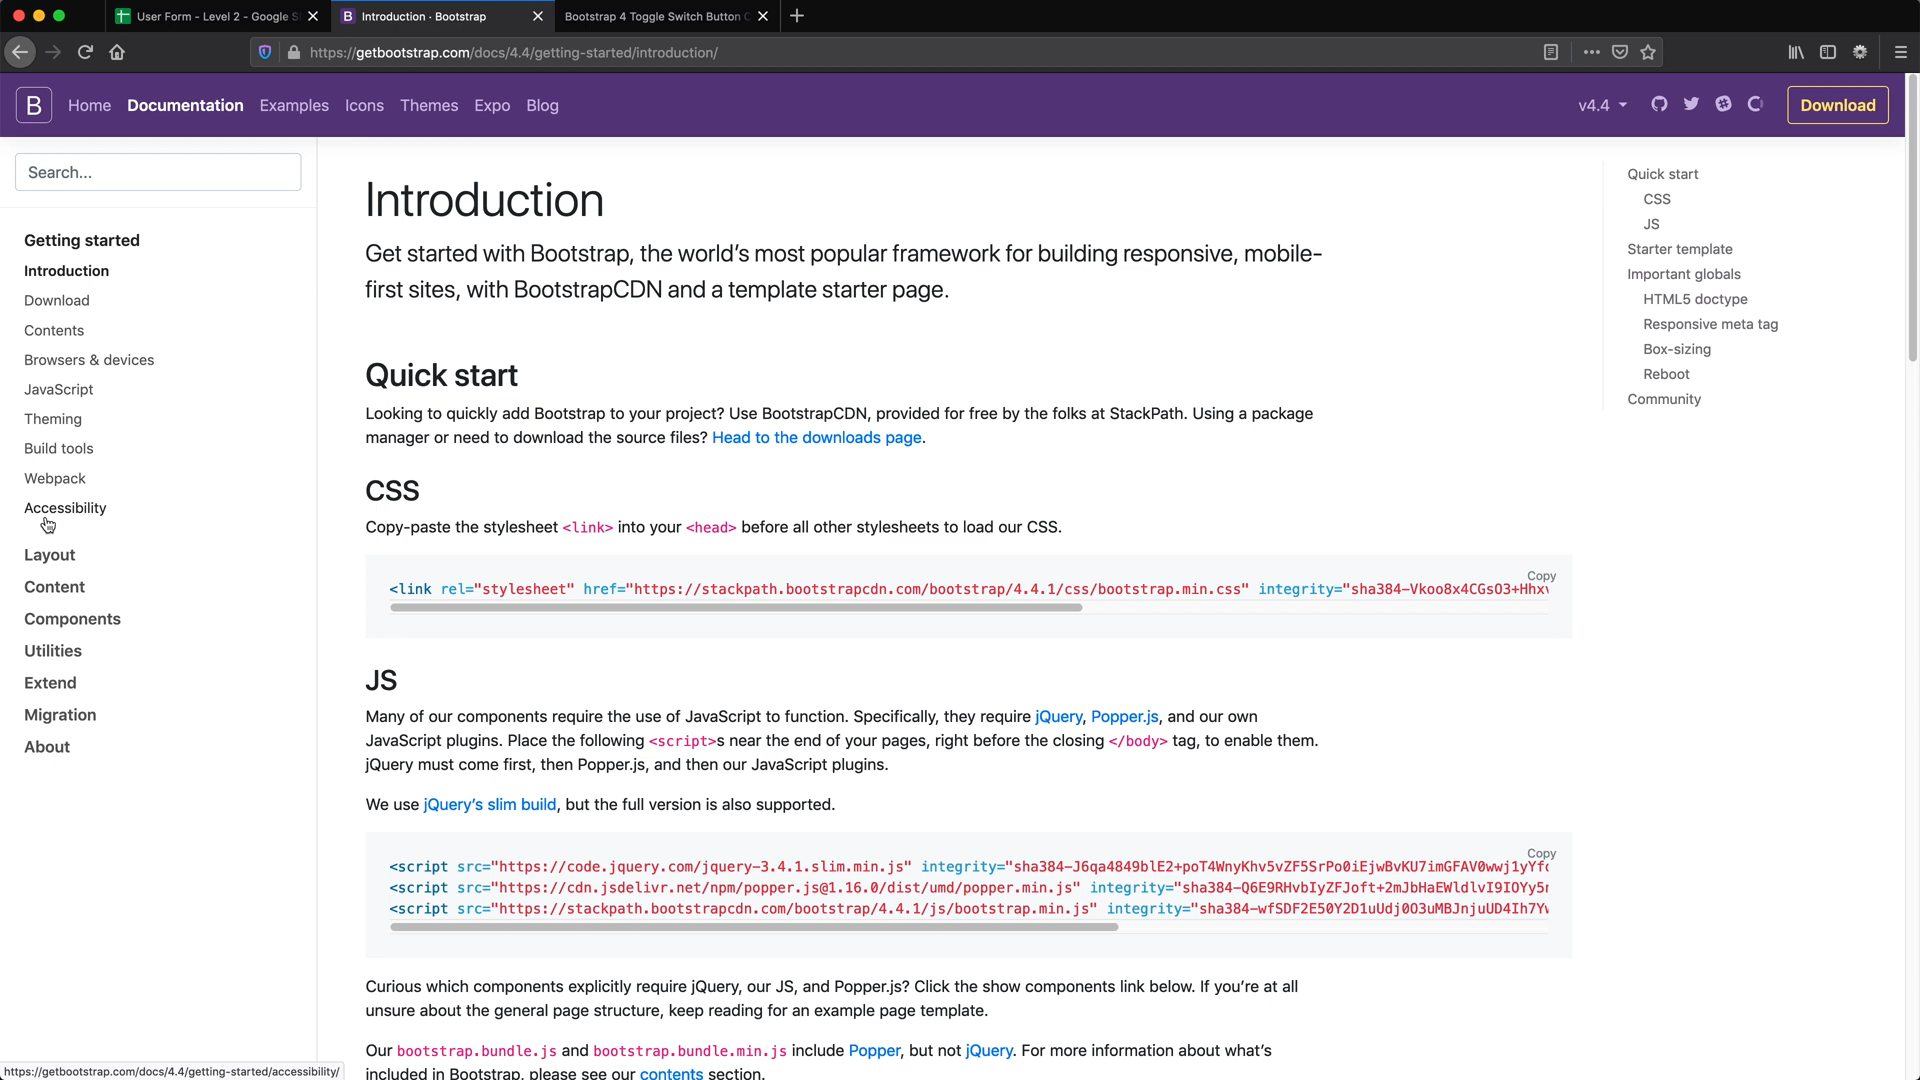 User Form - Level 2 - Google S
Introduction · Bootstrap
Bootstrap 4 Toggle Switch Button C
https://getbootstrap.com/docs/4.4/getting-started/introduction/
B
Home
Documentation
Examples
Icons
Themes
Expo
Blog
v4.4
Download
Search...
Getting started
Introduction
Download
Contents
Browsers & devices
JavaScript
Theming
Build tools
Webpack
Accessibility
Layout
Content
Components
Utilities
Extend
Migration
About
Introduction
Get started with Bootstrap, the world's most popular framework for building responsive, mobile-
first sites, with BootstrapCDN and a template starter page.
Quick start
Looking to quickly add Bootstrap to your project? Use BootstrapCDN, provided for free by the folks at StackPath. Using a package
manager or need to download the source files? Head to the downloads page.
CSS
Copy-paste the stylesheet <link> into your <head> before all other stylesheets to load our CSS.
Copy
<link rel="stylesheet" href="https://stackpath.bootstrapcdn.com/bootstrap/4.4.1/css/bootstrap.min.css" integrity="sha384-Vkoo8x4CGsO3+Hhxv
JS
Many of our components require the use of JavaScript to function. Specifically, they require jQuery, Popper.js, and our own
JavaScript plugins. Place the following <script>s near the end of your pages, right before the closing </body> tag, to enable them.
jQuery must come first, then Popper.js, and then our JavaScript plugins.
We use jQuery's slim build, but the full version is also supported.
Copy
<script src="https://code.jquery.com/jquery-3.4.1.slim.min.js" integrity="sha384-J6qa4849blE2+poT4WnyKhv5vZF5SrPo0iEjwBvKU7imGFAV0wwj1yYfo
<script src="https://cdn.jsdelivr.net/npm/popper.js@1.16.0/dist/umd/popper.min.js" integrity="sha384-Q6E9RHvbIyZFJoft+2mJbHaEWldlvI9IOYy5n
<script src="https://stackpath.bootstrapcdn.com/bootstrap/4.4.1/js/bootstrap.min.js" integrity="sha384-wfSDF2E50Y2D1uUdj0O3uMBJnjuUD4Ih7Yw
Curious which components explicitly require jQuery, our JS, and Popper.js? Click the show components link below. If you're at all
unsure about the general page structure, keep reading for an example page template.
Our bootstrap.bundle.js and bootstrap.bundle.min.js include Popper, but not jQuery. For more information about what's
included in Bootstrap, please see our contents section.
Quick start
CSS
JS
Starter template
Important globals
HTML5 doctype
Responsive meta tag
Box-sizing
Reboot
Community
https://getbootstrap.com/docs/4.4/getting-started/accessibility/